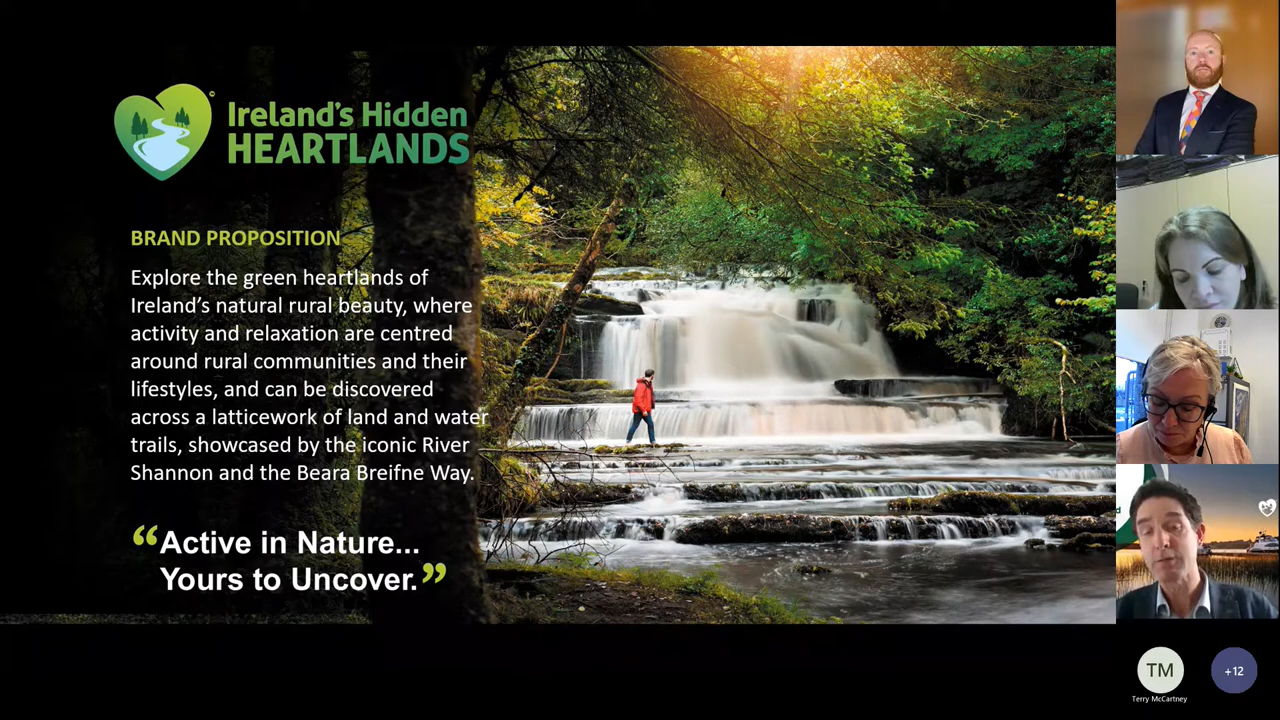 Ireland's Hidden
HEARTLANDS
BRAND PROPOSITION
Explore the green heartlands of
Ireland's natural rural beauty, where
activity and relaxation are centred
around rural communities and their
lifestyles, and can be discovered
across a latticework of land and water
trails, showcased by the iconic River
Shannon and the Beara Breifne Way.
“Active in Nature...
Yours to Uncover.”
TM
+12
Terry McCartney